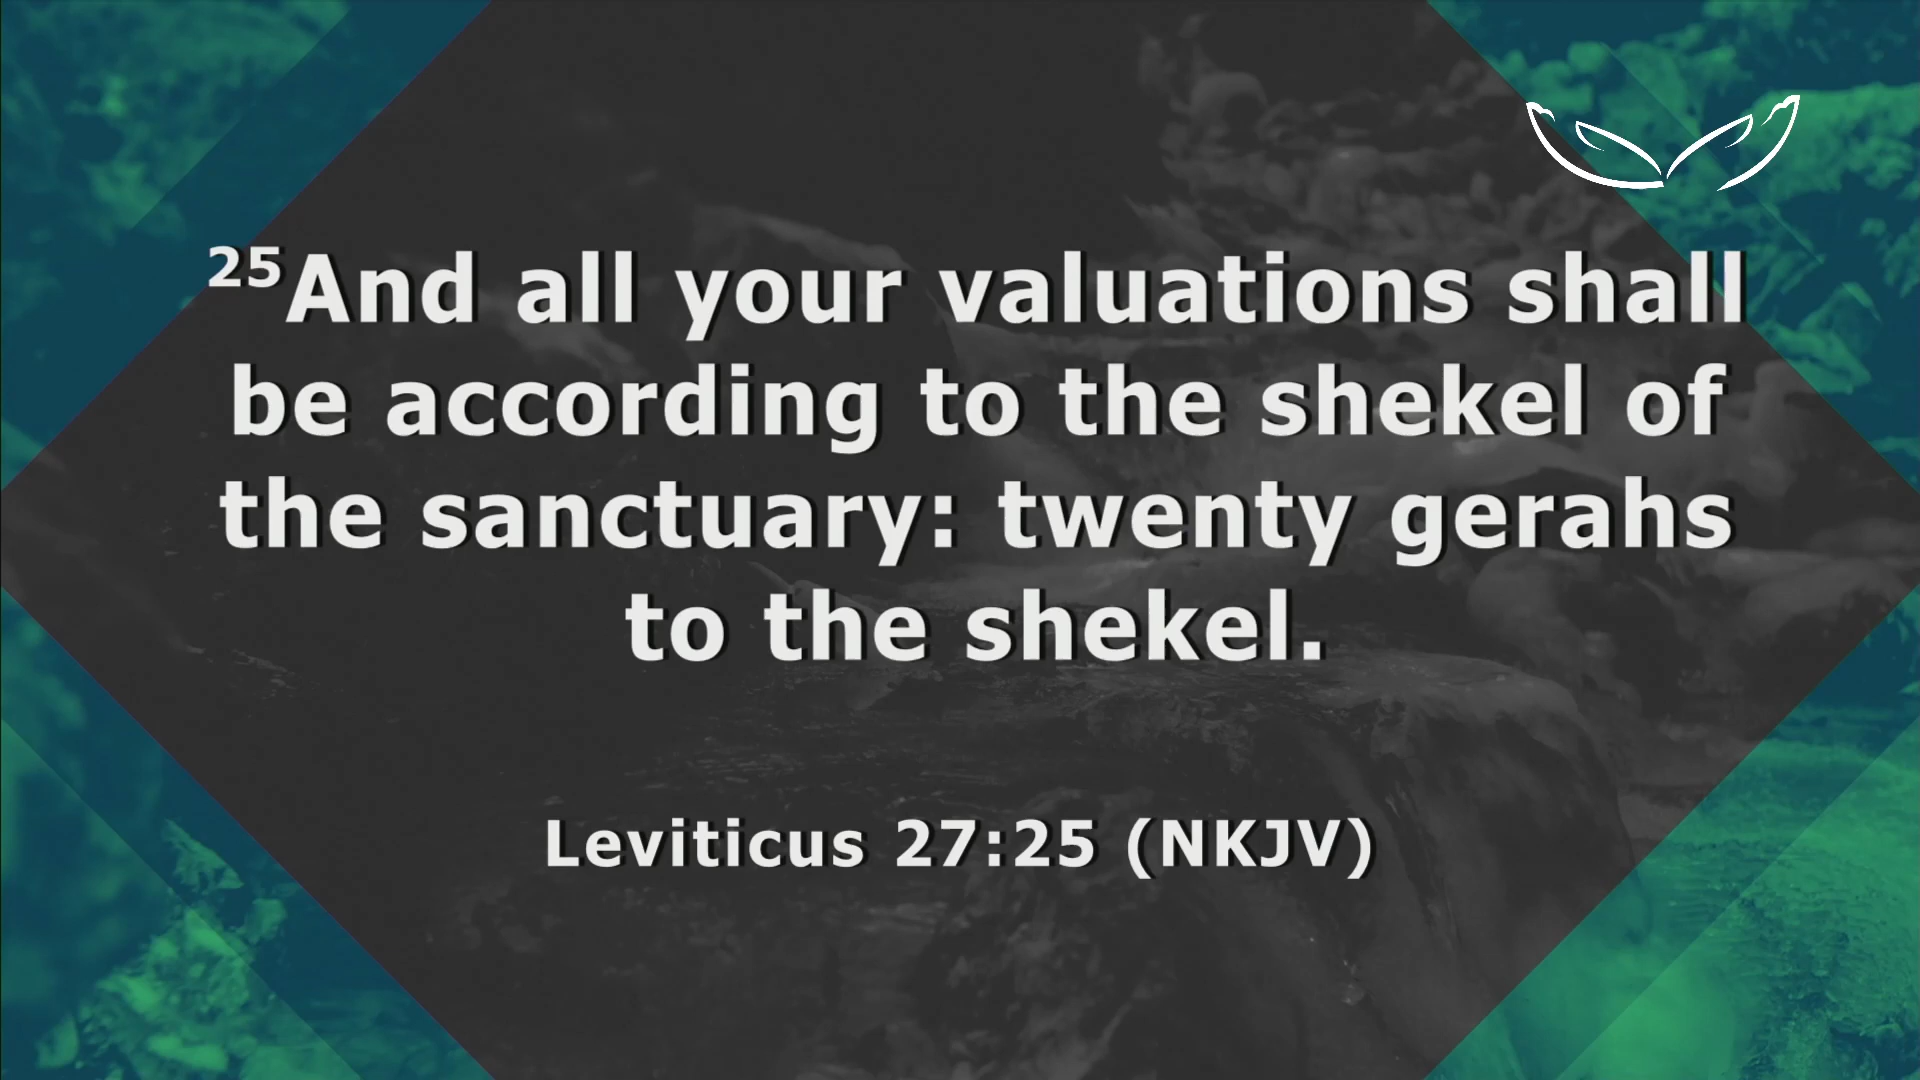 25And all your valuations shall
be according to the shekel of
the sanctuary: twenty gerahs
to the shekel.
Leviticus 27:25 (NKJV)